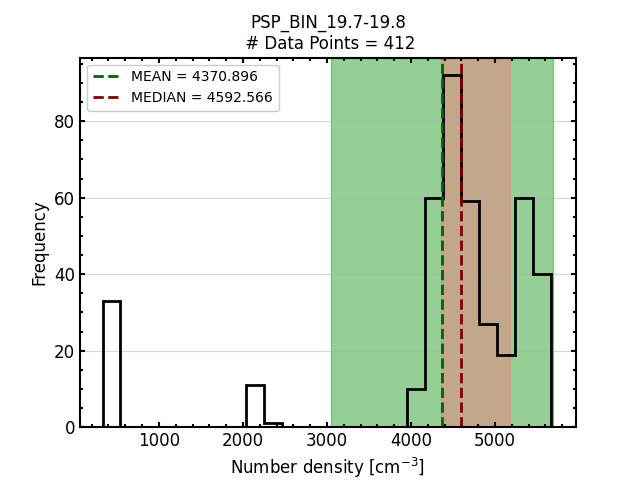 PSP_BIN_19.7-19.8
# Data Points = 412
MEAN = 4370.896
MEDIAN = 4592.566
Frequency
80
60
40
20
0
1000 2000 3000 4000 5000
Number density [cm⁻³]